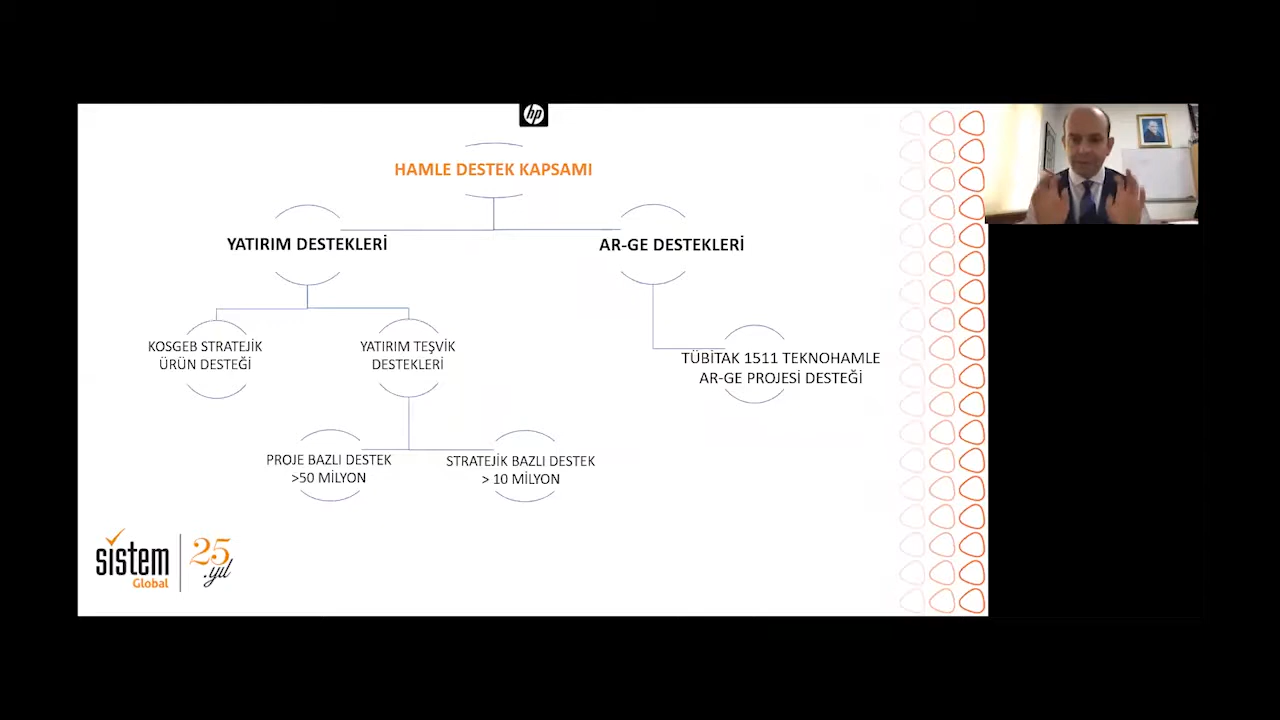 hp
HAMLE DESTEK KAPSAMI
YATIRIM DESTEKLERİ
AR-GE DESTEKLERİ
KOSGEB STRATEJİK
ÜRÜN DESTEĞİ
YATIRIM TEŞVİK
DESTEKLERİ
TÜBİTAK 1511 TEKNOHAMLE
AR-GE PROJESİ DESTEĞİ
PROJE BAZLI DESTEK
>50 MİLYON
STRATEJİK BAZLI DESTEK
> 10 MİLYON
sistem
Global
25
.yıl